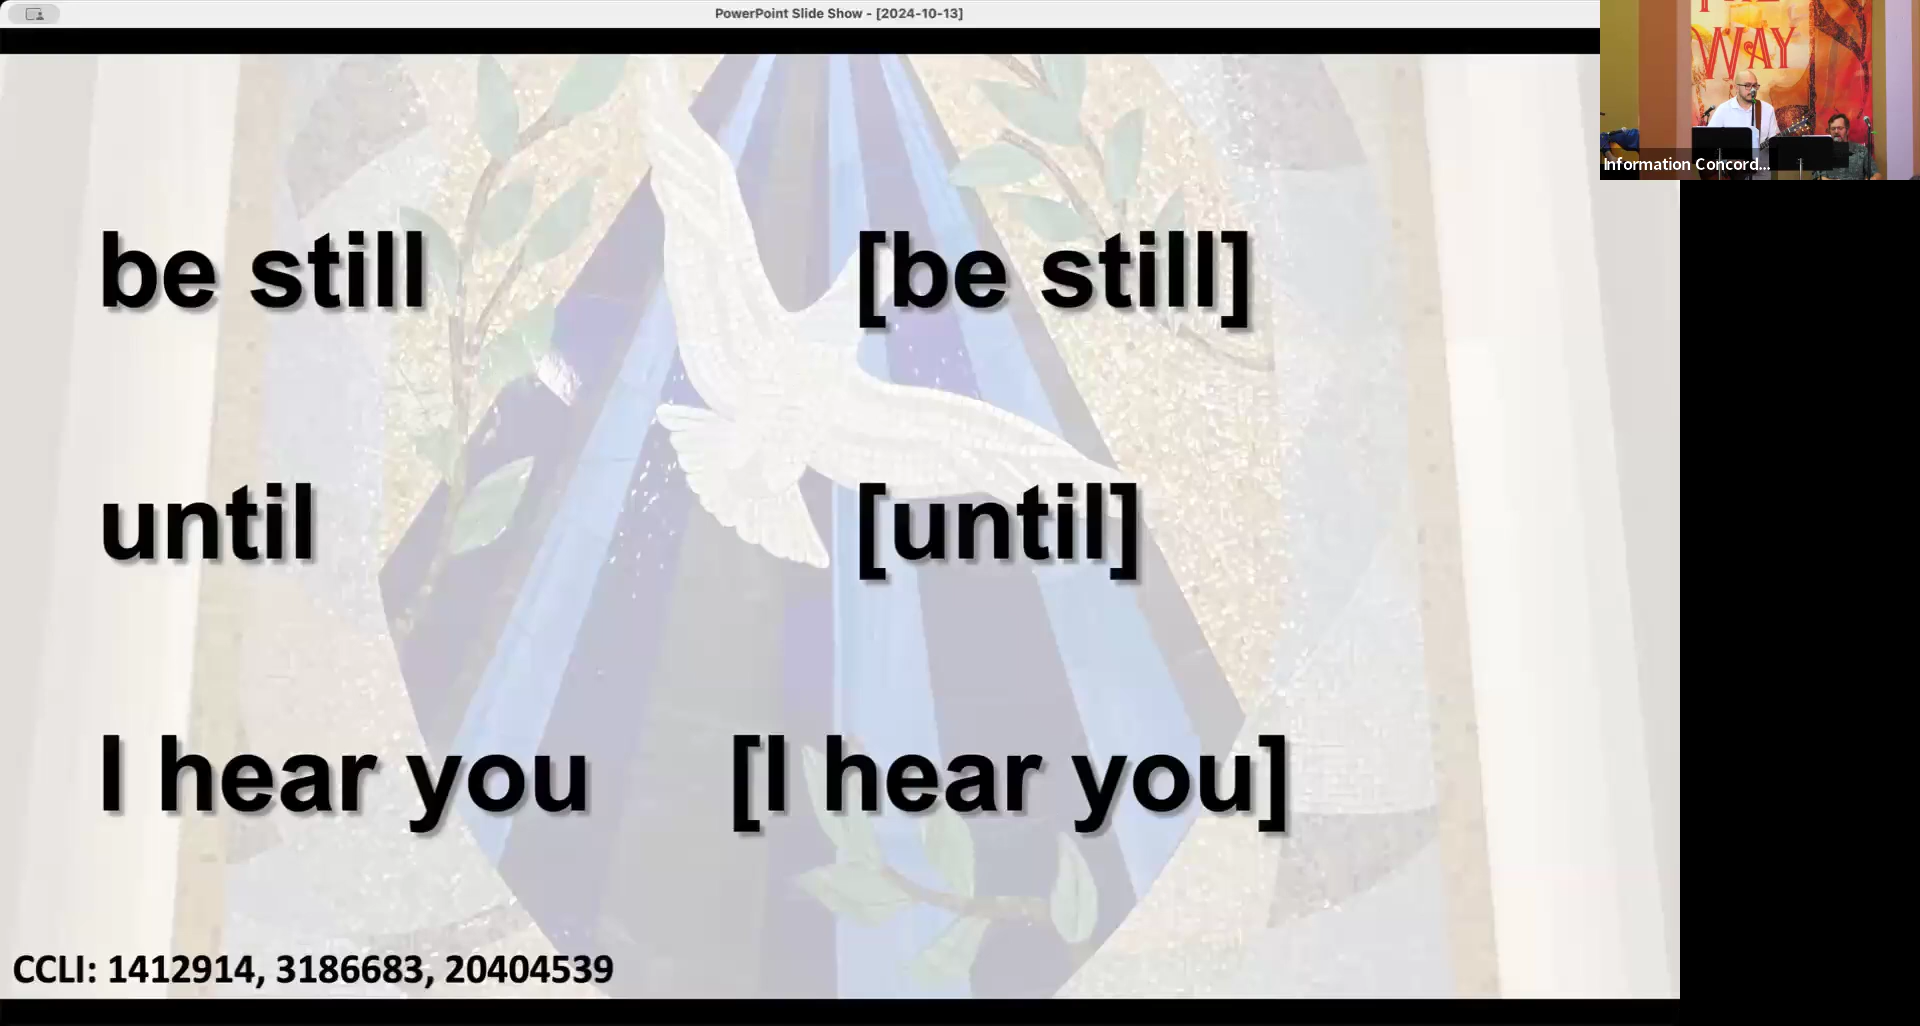 PowerPoint Slide Show - [2024-10-13]
WAY
Information Concord...
be still [be still]
until [until]
I hear you [I hear you]
CCLI: 1412914, 3186683, 20404539